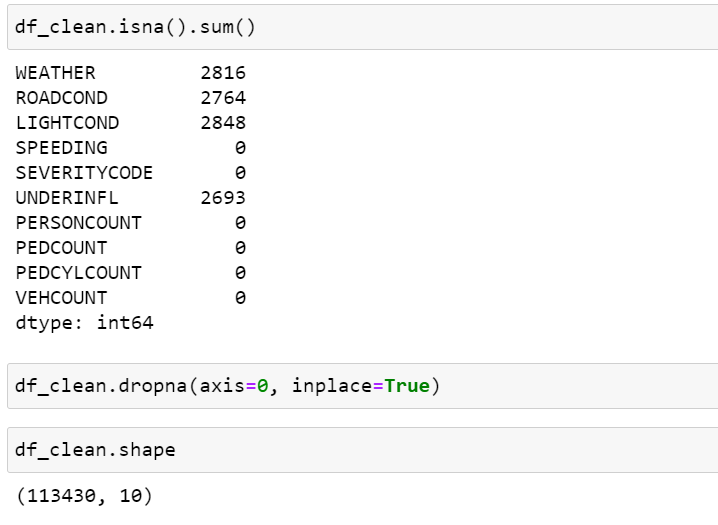 df_clean.isna().sum()
WEATHER 2816
ROADCOND 2764
LIGHTCOND 2848
SPEEDING 0
SEVERITYCODE 0
UNDERINFL 2693
PERSONCOUNT 0
PEDCOUNT 0
PEDCYLCOUNT 0
VEHCOUNT 0
dtype: int64
df_clean.dropna(axis=0, inplace=True)
df_clean.shape
(113430, 10)